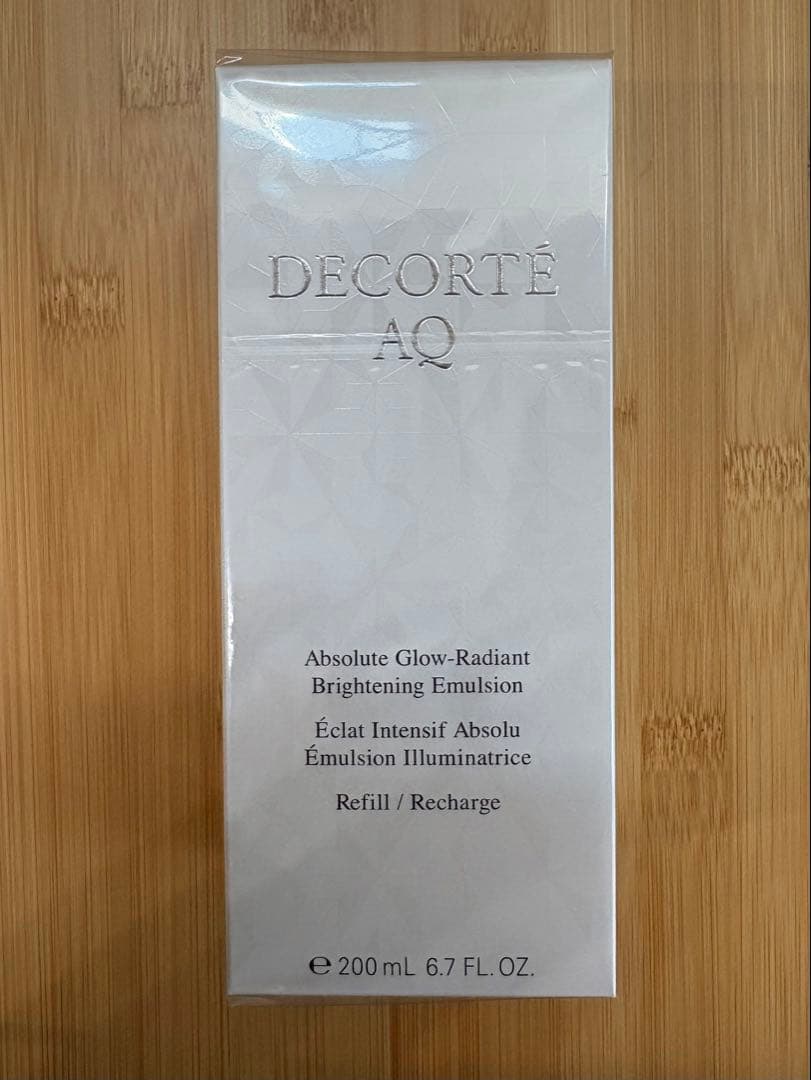 DECORTÉ
AQ
Absolute Glow-Radiant
Brightening Emulsion
Éclat Intensif Absolu
Émulsion Illuminatrice
Refill / Recharge
℮ 200 mL 6.7 FL. OZ.